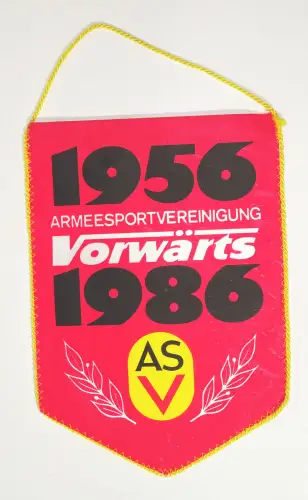 1956
ARMEESPORTVEREINIGUNG
Vorwärts
1986
AS
V